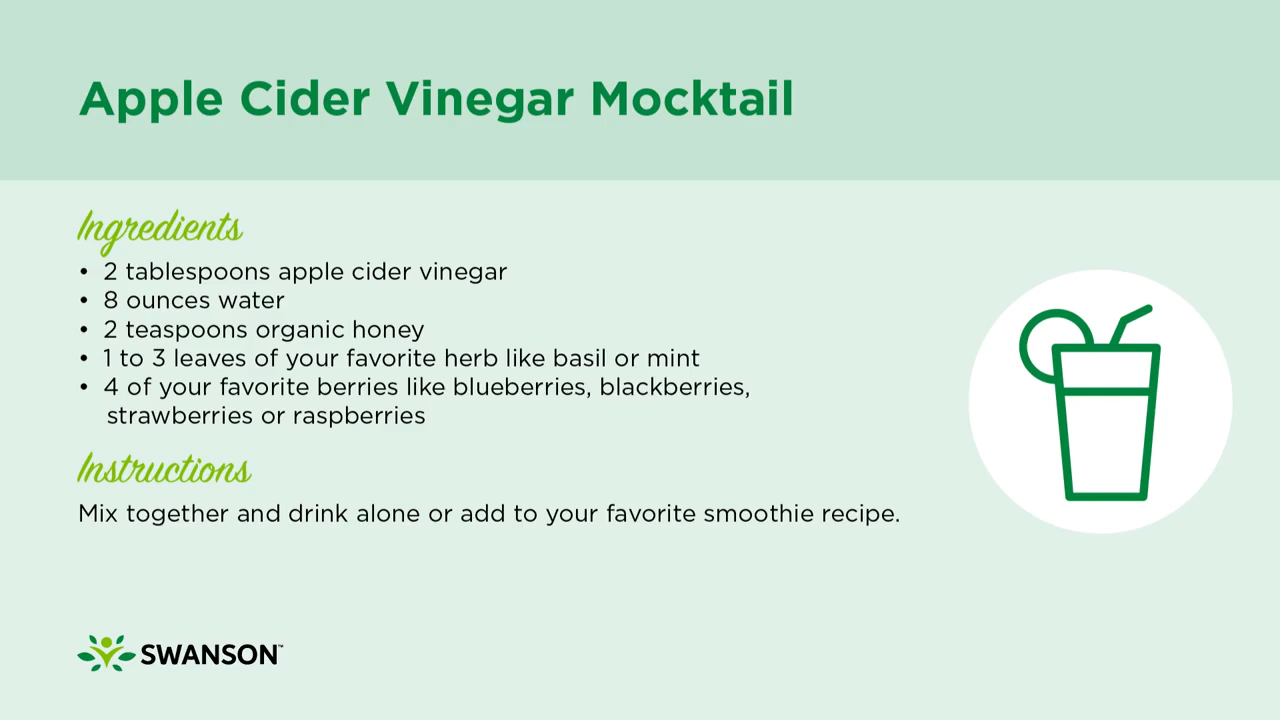 Apple Cider Vinegar Mocktail
Ingredients
• 2 tablespoons apple cider vinegar
• 8 ounces water
• 2 teaspoons organic honey
• 1 to 3 leaves of your favorite herb like basil or mint
• 4 of your favorite berries like blueberries, blackberries,
strawberries or raspberries
Instructions
Mix together and drink alone or add to your favorite smoothie recipe.
SWANSON™